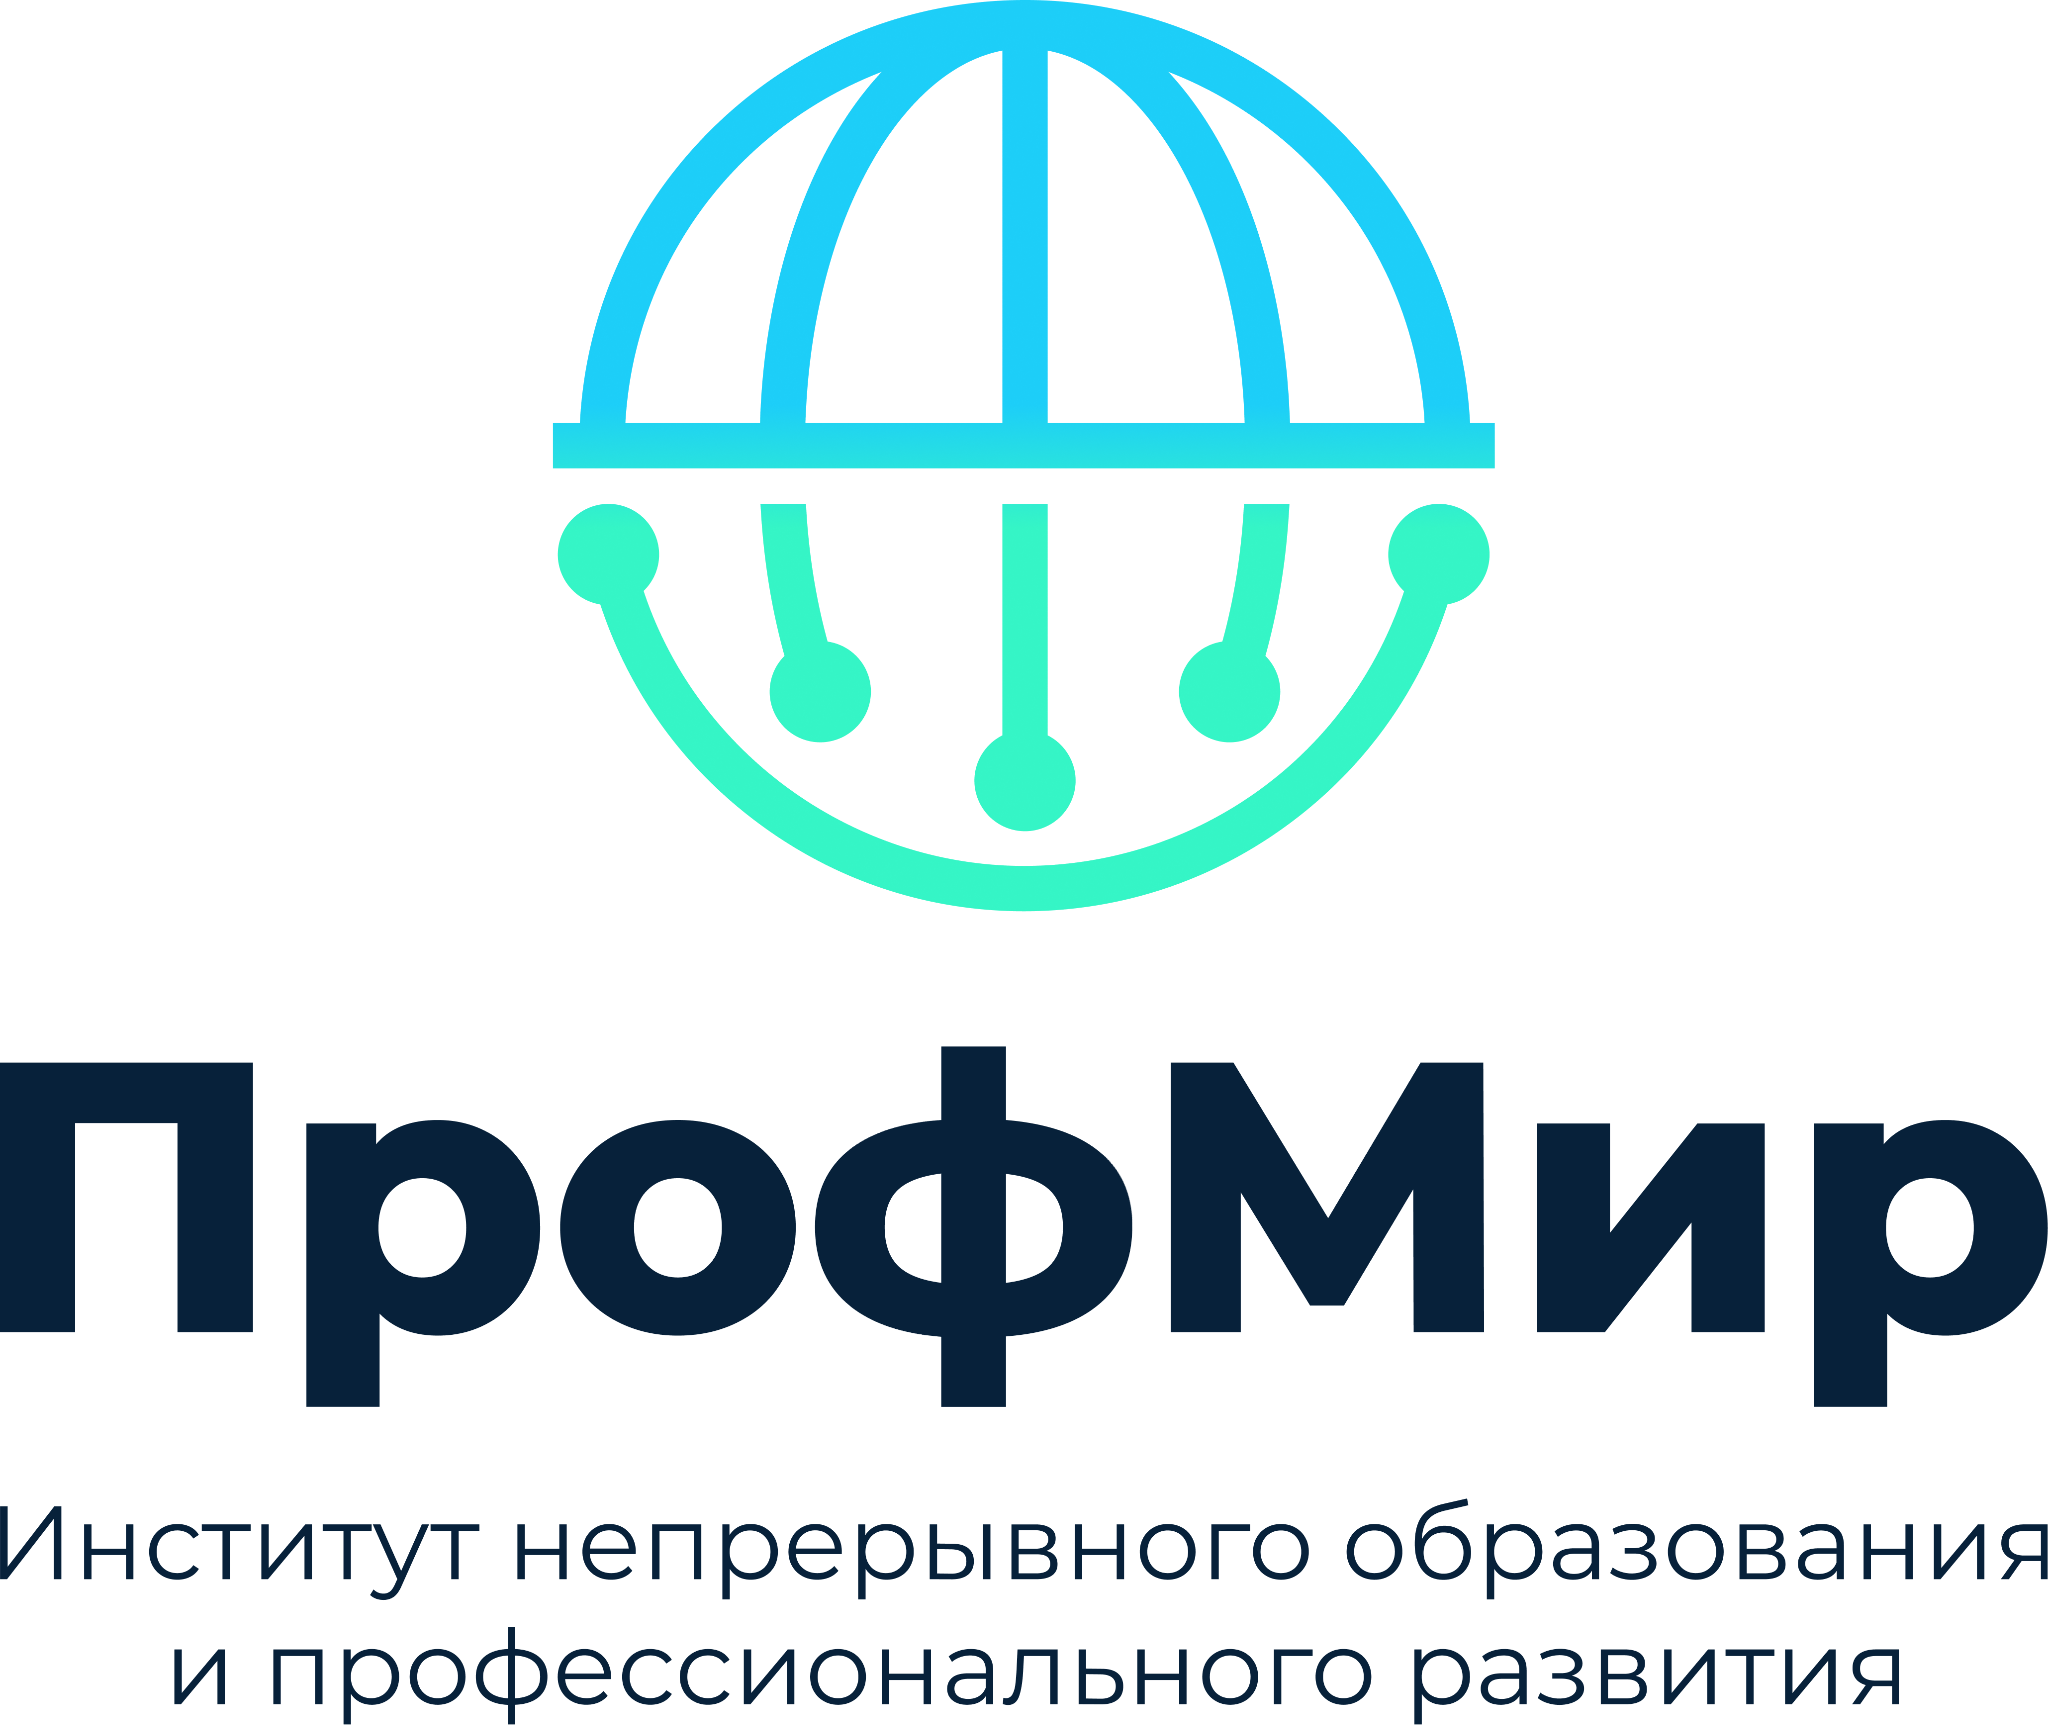 ПрофМир
Институт непрерывного образования
и профессионального развития